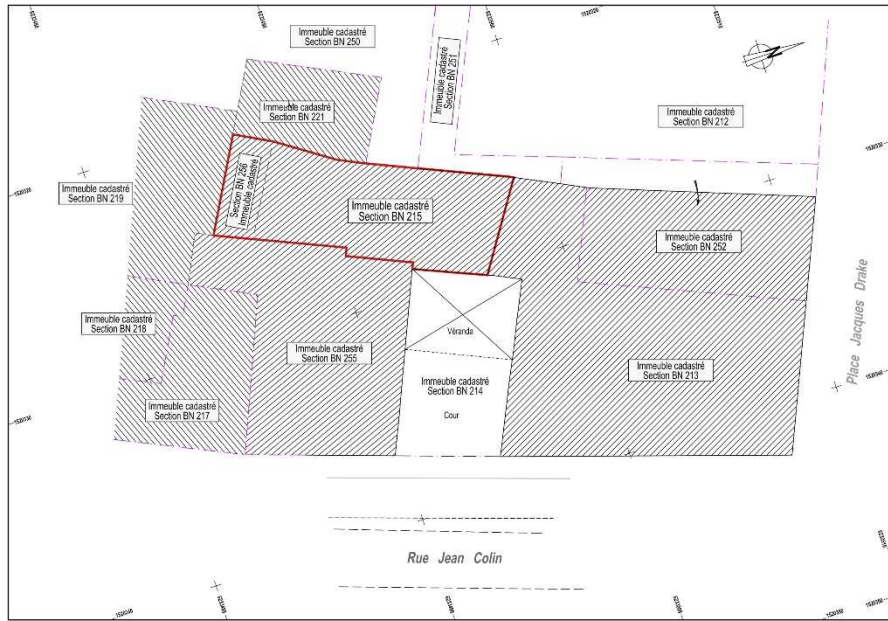 Immeuble cadastré
Section BN 250
Immeuble cadastré
Section BN 251
Immeuble cadastré
Section BN 221
Immeuble cadastré
Section BN 212
N
Immeuble cadastré
Section BN 219
Section BN 256
Immeuble cadastré
Immeuble cadastré
Section BN 215
Immeuble cadastré
Section BN 252
Immeuble cadastré
Section BN 218
Immeuble cadastré
Section BN 255
Véranda
Immeuble cadastré
Section BN 214
Cour
Immeuble cadastré
Section BN 213
Place Jacques Drake
Immeuble cadastré
Section BN 217
Rue Jean Colin